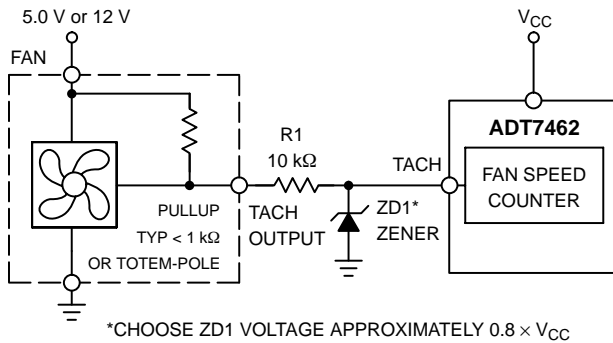 5.0 V or 12 V
FAN
PULLUP
TYP < 1 kΩ
OR TOTEM-POLE
TACH
OUTPUT
R1
10 kΩ
ZD1*
ZENER
TACH
VCC
ADT7462
FAN SPEED
COUNTER
*CHOOSE ZD1 VOLTAGE APPROXIMATELY 0.8 × VCC